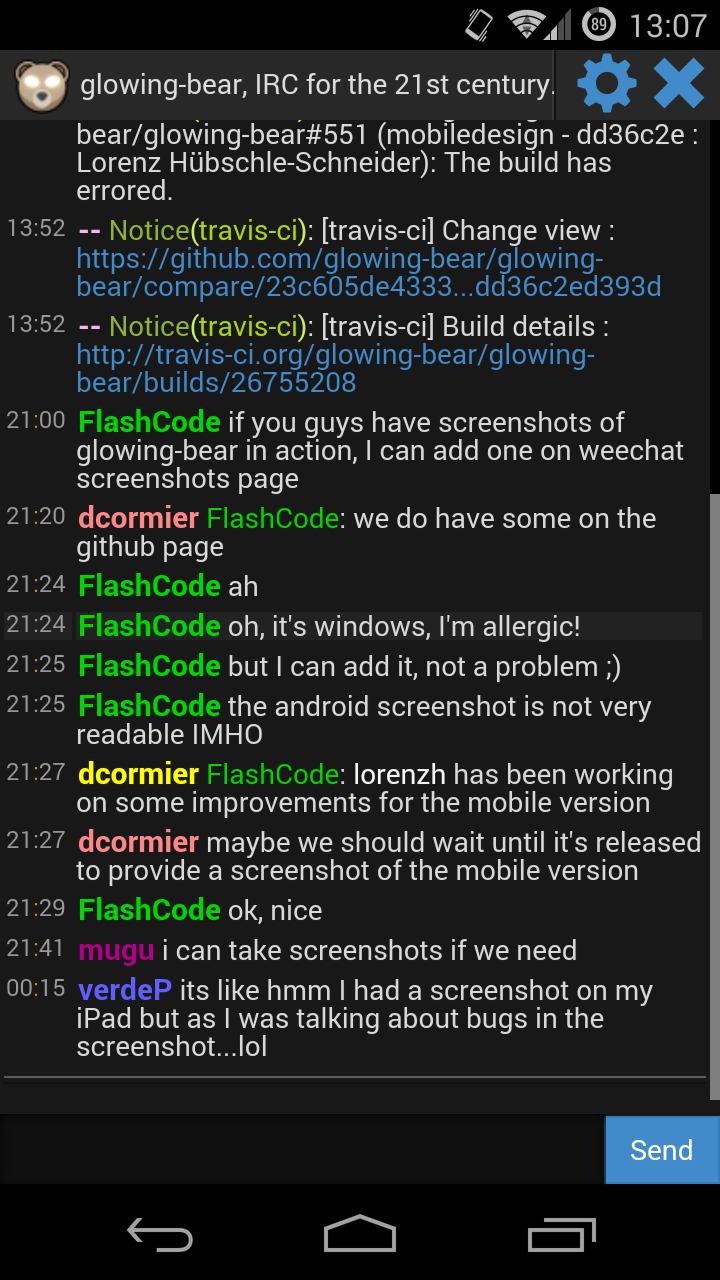 89 13:07
glowing-bear, IRC for the 21st century.
bear/glowing-bear#551 (mobiledesign - dd36c2e :
Lorenz Hübschle-Schneider): The build has
errored.
13:52 -- Notice(travis-ci): [travis-ci] Change view :
https://github.com/glowing-bear/glowing-
bear/compare/23c605de4333...dd36c2ed393d
13:52 -- Notice(travis-ci): [travis-ci] Build details :
http://travis-ci.org/glowing-bear/glowing-
bear/builds/26755208
21:00 FlashCode if you guys have screenshots of
glowing-bear in action, I can add one on weechat
screenshots page
21:20 dcormier FlashCode: we do have some on the
github page
21:24 FlashCode ah
21:24 FlashCode oh, it's windows, I'm allergic!
21:25 FlashCode but I can add it, not a problem ;)
21:25 FlashCode the android screenshot is not very
readable IMHO
21:27 dcormier FlashCode: lorenzh has been working
on some improvements for the mobile version
21:27 dcormier maybe we should wait until it's released
to provide a screenshot of the mobile version
21:29 FlashCode ok, nice
21:41 mugu i can take screenshots if we need
00:15 verdeP its like hmm I had a screenshot on my
iPad but as I was talking about bugs in the
screenshot...lol
Send